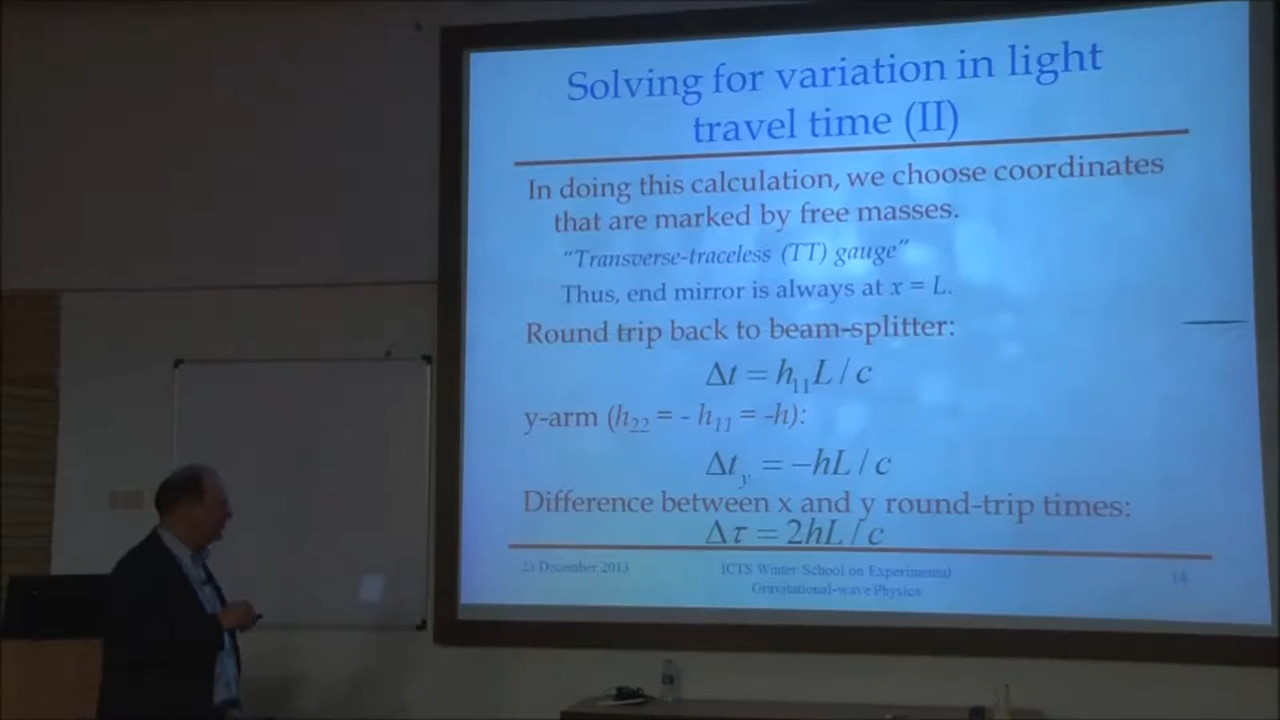 Solving for variation in light
travel time (II)
In doing this calculation, we choose coordinates
that are marked by free masses.
“Transverse-traceless (TT) gauge”
Thus, end mirror is always at x = L.
Round trip back to beam-splitter:
Δt = h₁₁L / c
y-arm (h₂₂ = - h₁₁ = -h):
Δt_y = −hL / c
Difference between x and y round-trip times:
Δτ = 2hL / c
23 December 2013
ICTS Winter School on Experimental
Gravitational-wave Physics
18